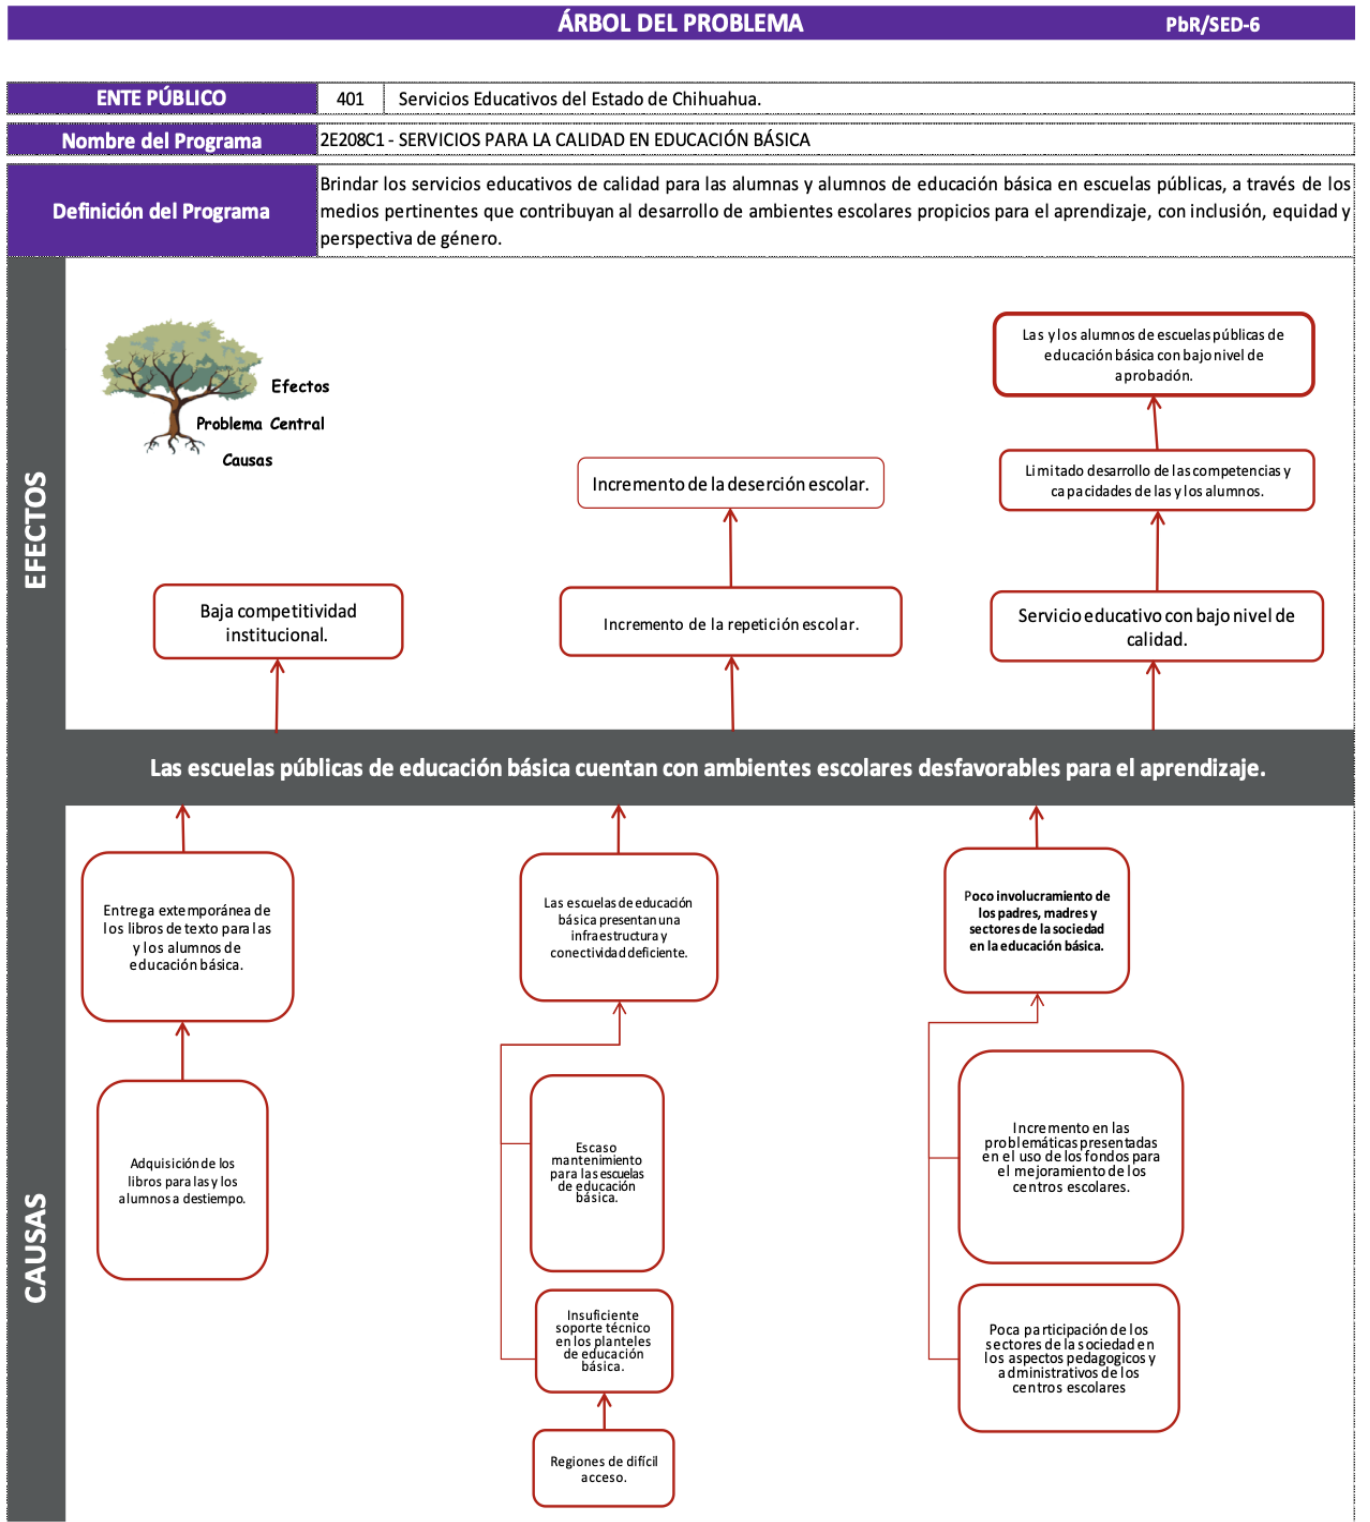 ÁRBOL DEL PROBLEMA
PbR/SED-6
ENTE PÚBLICO
401
Servicios Educativos del Estado de Chihuahua.
Nombre del Programa
2E208C1 - SERVICIOS PARA LA CALIDAD EN EDUCACIÓN BÁSICA
Definición del Programa
Brindar los servicios educativos de calidad para las alumnas y alumnos de educación básica en escuelas públicas, a través de los
medios pertinentes que contribuyan al desarrollo de ambientes escolares propicios para el aprendizaje, con inclusión, equidad y
perspectiva de género.
EFECTOS
Efectos
Problema Central
Causas
Las y los alumnos de escuelas públicas de
educación básica con bajo nivel de
aprobación.
Incremento de la deserción escolar.
Limitado desarrollo de las competencias y
capacidades de las y los alumnos.
Baja competitividad
institucional.
Incremento de la repetición escolar.
Servicio educativo con bajo nivel de
calidad.
Las escuelas públicas de educación básica cuentan con ambientes escolares desfavorables para el aprendizaje.
CAUSAS
Entrega extemporánea de
los libros de texto para las
y los alumnos de
educación básica.
Las escuelas de educación
básica presentan una
infraestructura y
conectividad deficiente.
Poco involucramiento de
los padres, madres y
sectores de la sociedad
en la educación básica.
Adquisición de los
libros para las y los
alumnos a destiempo.
Escaso
mantenimiento
para las escuelas
de educación
básica.
Incremento en las
problemáticas presentadas
en el uso de los fondos para
el mejoramiento de los
centros escolares.
Insuficiente
soporte técnico
en los planteles
de educación
básica.
Poca participación de los
sectores de la sociedad en
los aspectos pedagogicos y
administrativos de los
centros escolares
Regiones de difícil
acceso.